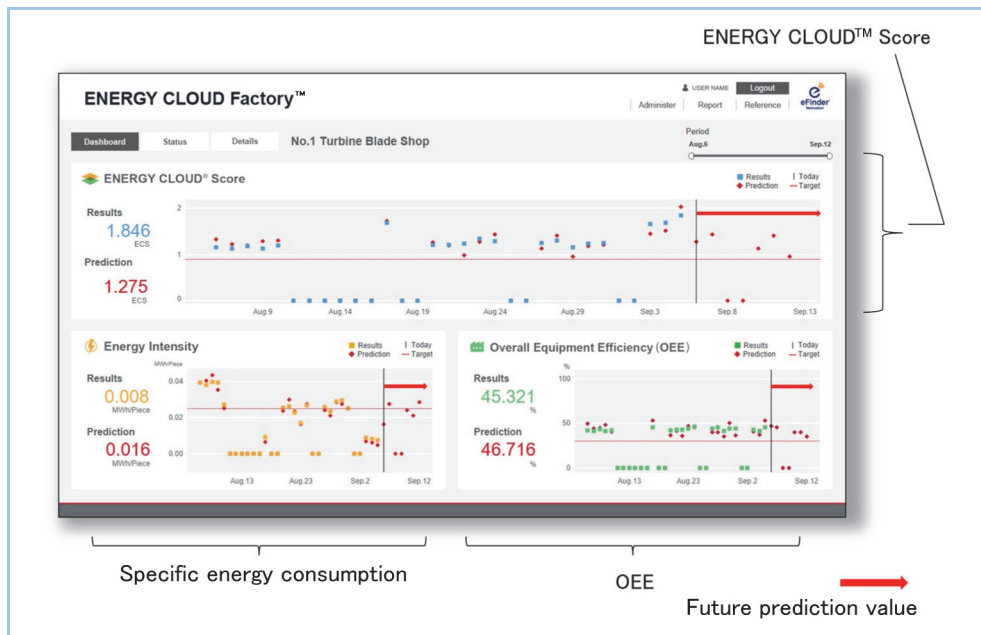 ENERGY CLOUD™ Score
ENERGY CLOUD Factory™
USER NAME Logout
Administer Report Reference
eFinder
Dashboard Status Details No.1 Turbine Blade Shop
Period
Aug.6 Sep.12
ENERGY CLOUD® Score
Results Today
Prediction Target
Results
1.846
ECS
Prediction
1.275
ECS
2
1
0
Aug.9 Aug.14 Aug.19 Aug.24 Aug.29 Sep.3 Sep.8 Sep.13
Energy Intensity
Results Today
Prediction Target
MWh/Piece
Results
0.008
MWh/Piece
Prediction
0.016
MWh/Piece
0.04
0.02
0.00
Aug.13 Aug.23 Sep.2 Sep.12
Overall Equipment Efficiency (OEE)
Results Today
Prediction Target
%
Results
45.321
%
Prediction
46.716
%
100
50
0
Aug.13 Aug.23 Sep.2 Sep.12
Specific energy consumption
OEE
Future prediction value